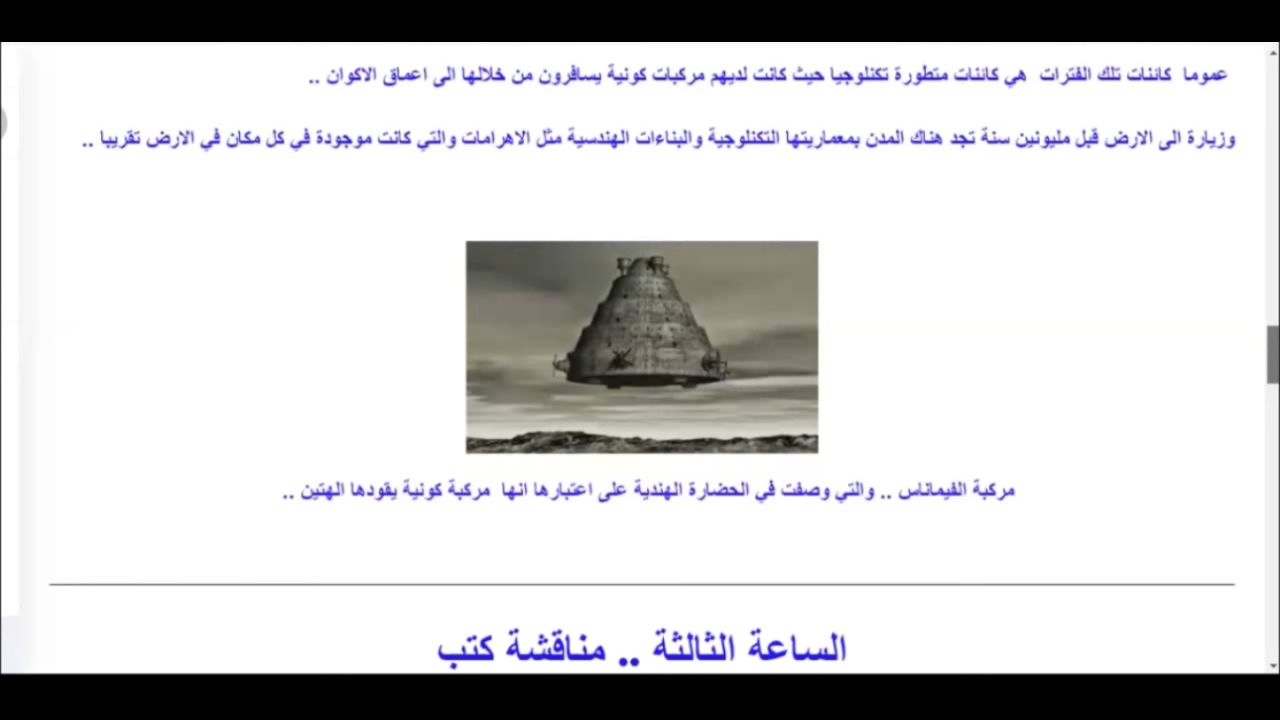 عموما كائنات تلك الفترات هي كائنات متطورة تكنلوجيا حيث كانت لديهم مركبات كونية يسافرون من خلالها الى اعماق الاكوان ..
وزيارة الى الارض قبل مليونين سنة تجد هناك المدن بمعماريتها التكنلوجية والبناءات الهندسية مثل الاهرامات والتي كانت موجودة في كل مكان في الارض تقريبا ..
مركبة الفيماناس .. والتي وصفت في الحضارة الهندية على اعتبارها انها مركبة كونية يقودها الهتين ..
الساعة الثالثة .. مناقشة كتب